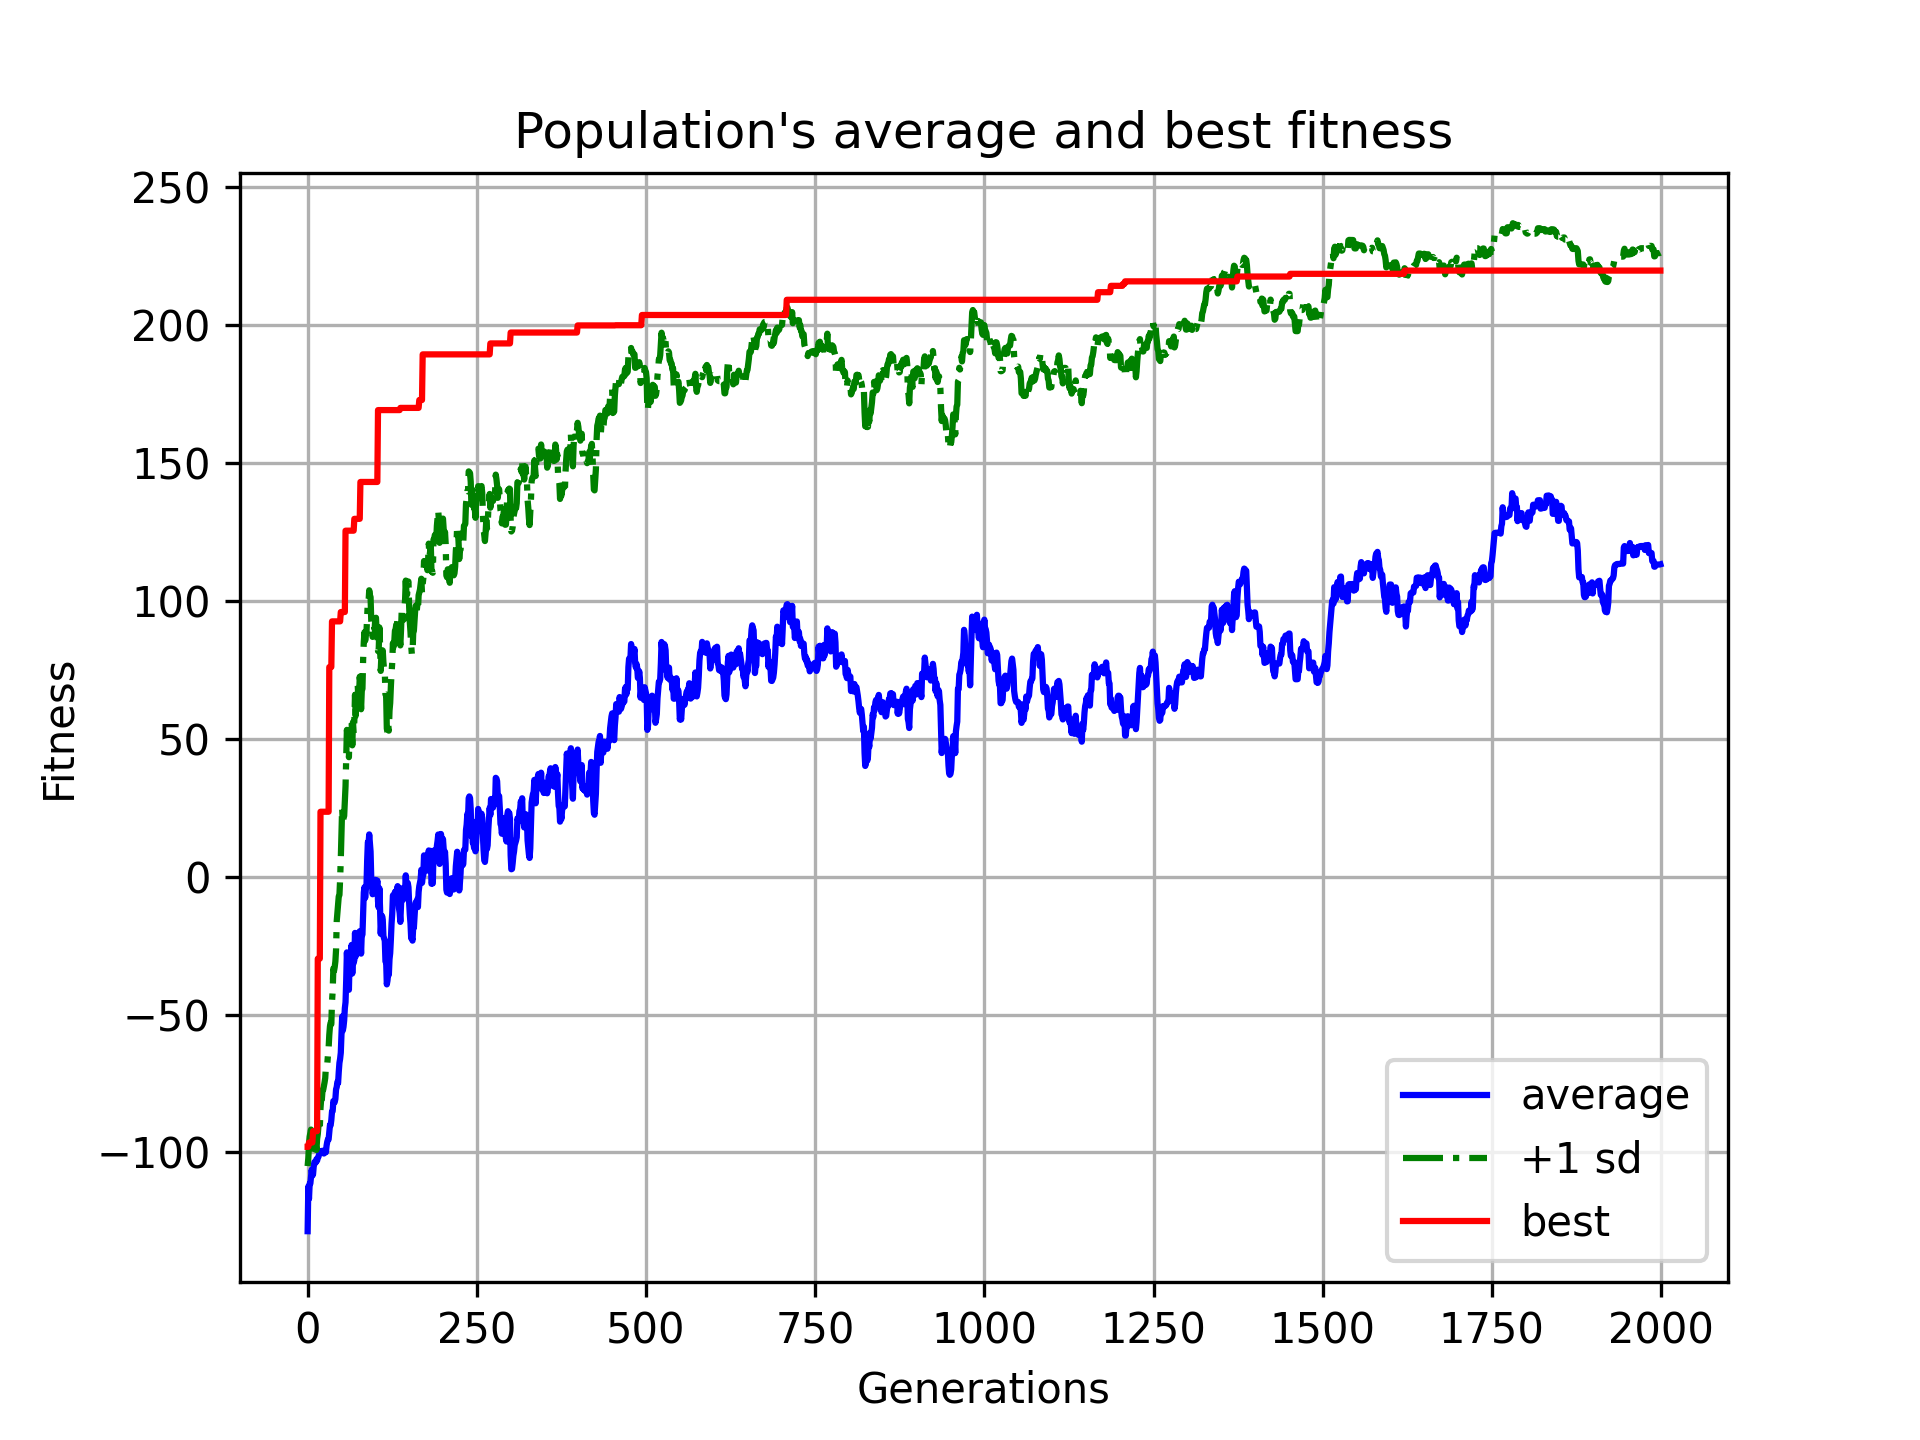 Population's average and best fitness
250
200
150
100
50
0
−50
−100
Fitness
average
+1 sd
best
0 250 500 750 1000 1250 1500 1750 2000
Generations